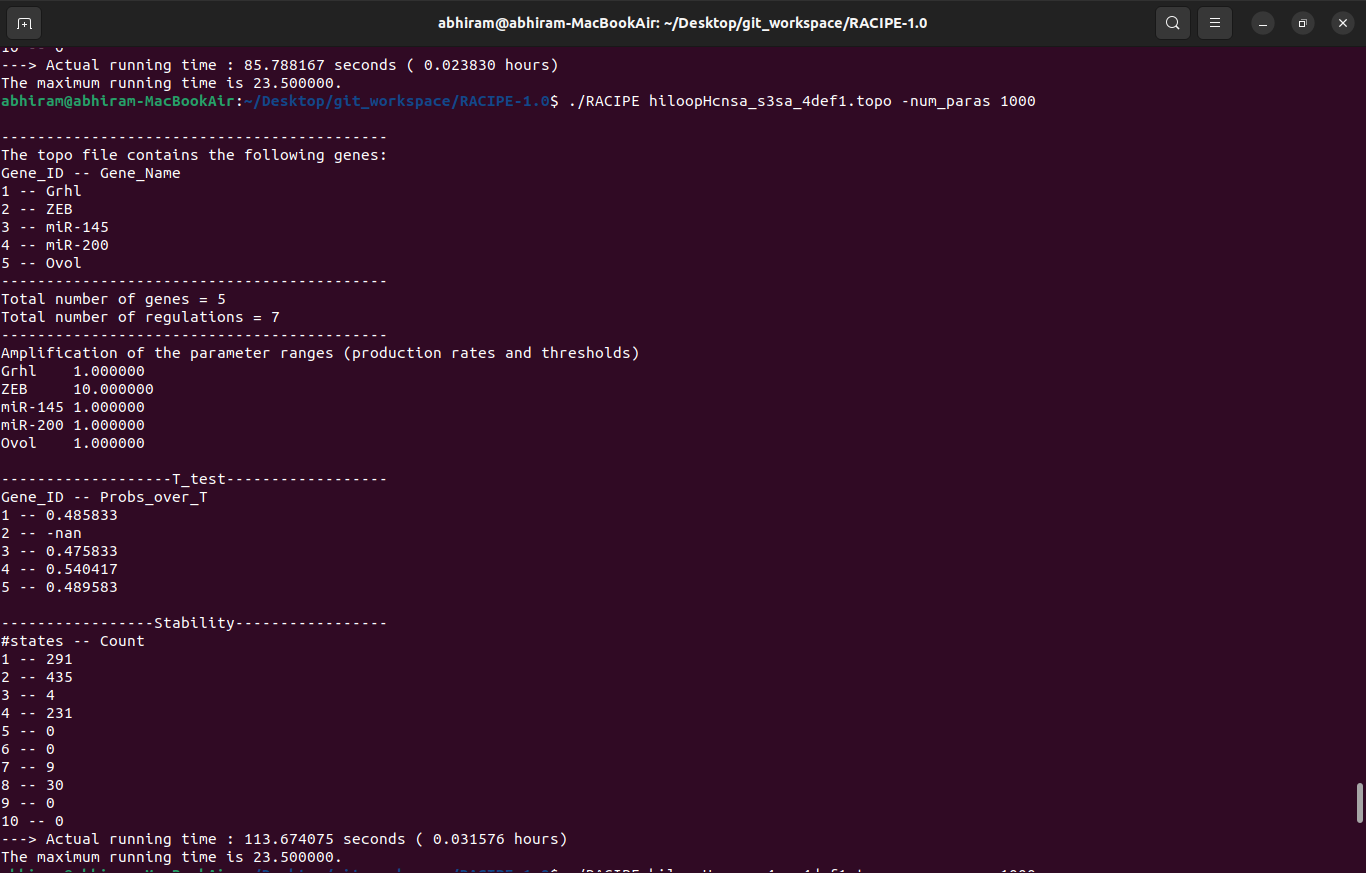 abhiram@abhiram-MacBookAir: ~/Desktop/git_workspace/RACIPE-1.0
10 -- 0
---> Actual running time : 85.788167 seconds ( 0.023830 hours)
The maximum running time is 23.500000.
abhiram@abhiram-MacBookAir:~/Desktop/git_workspace/RACIPE-1.0$ ./RACIPE hiloopHcnsa_s3sa_4def1.topo -num_paras 1000
-------------------------------------------
The topo file contains the following genes:
Gene_ID -- Gene_Name
1 -- Grhl
2 -- ZEB
3 -- miR-145
4 -- miR-200
5 -- Ovol
-------------------------------------------
Total number of genes = 5
Total number of regulations = 7
-------------------------------------------
Amplification of the parameter ranges (production rates and thresholds)
Grhl    1.000000
ZEB     10.000000
miR-145 1.000000
miR-200 1.000000
Ovol    1.000000
-------------------T_test------------------
Gene_ID -- Probs_over_T
1 -- 0.485833
2 -- -nan
3 -- 0.475833
4 -- 0.540417
5 -- 0.489583
-----------------Stability-----------------
#states -- Count
1 -- 291
2 -- 435
3 -- 4
4 -- 231
5 -- 0
6 -- 0
7 -- 9
8 -- 30
9 -- 0
10 -- 0
---> Actual running time : 113.674075 seconds ( 0.031576 hours)
The maximum running time is 23.500000.